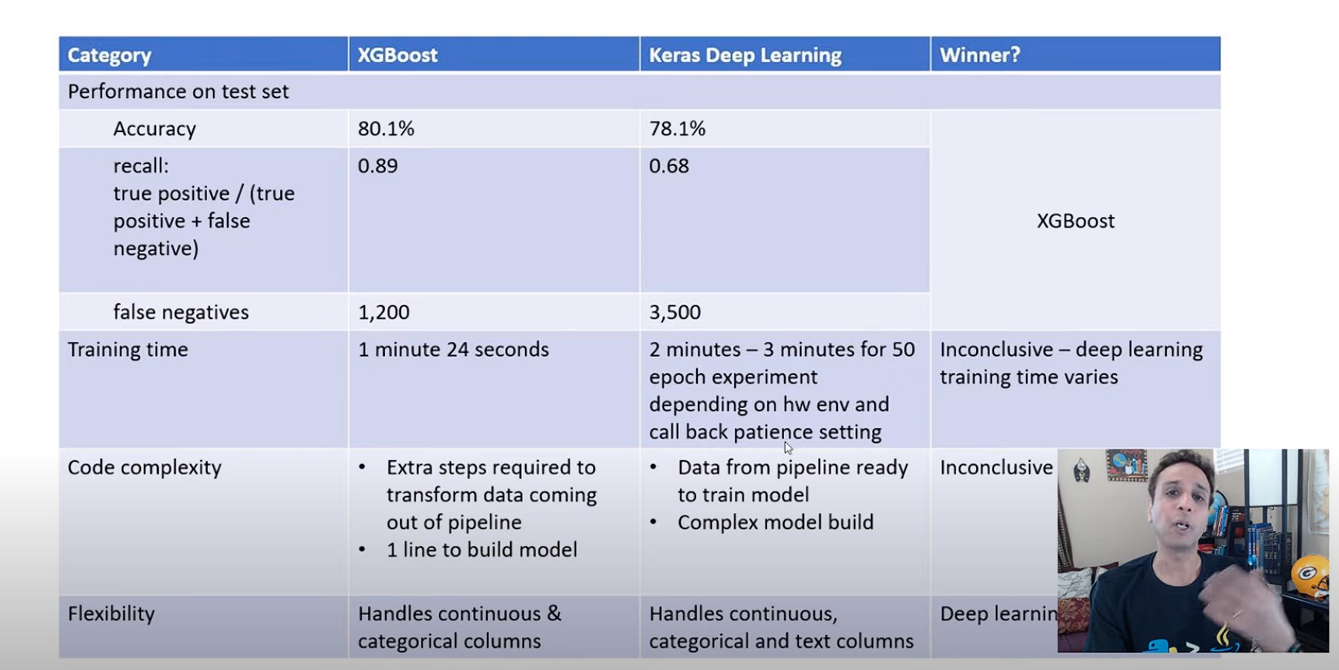 Category XGBoost Keras Deep Learning Winner?
Performance on test set
Accuracy 80.1% 78.1%
recall: 0.89 0.68
true positive / (true
positive + false
negative)
XGBoost
false negatives 1,200 3,500
Training time 1 minute 24 seconds 2 minutes – 3 minutes for 50 Inconclusive – deep learning
epoch experiment training time varies
depending on hw env and
call back patience setting
Code complexity • Extra steps required to • Data from pipeline ready Inconclusive
transform data coming to train model
out of pipeline • Complex model build
• 1 line to build model
Flexibility Handles continuous & Handles continuous, Deep
categorical columns categorical and text columns